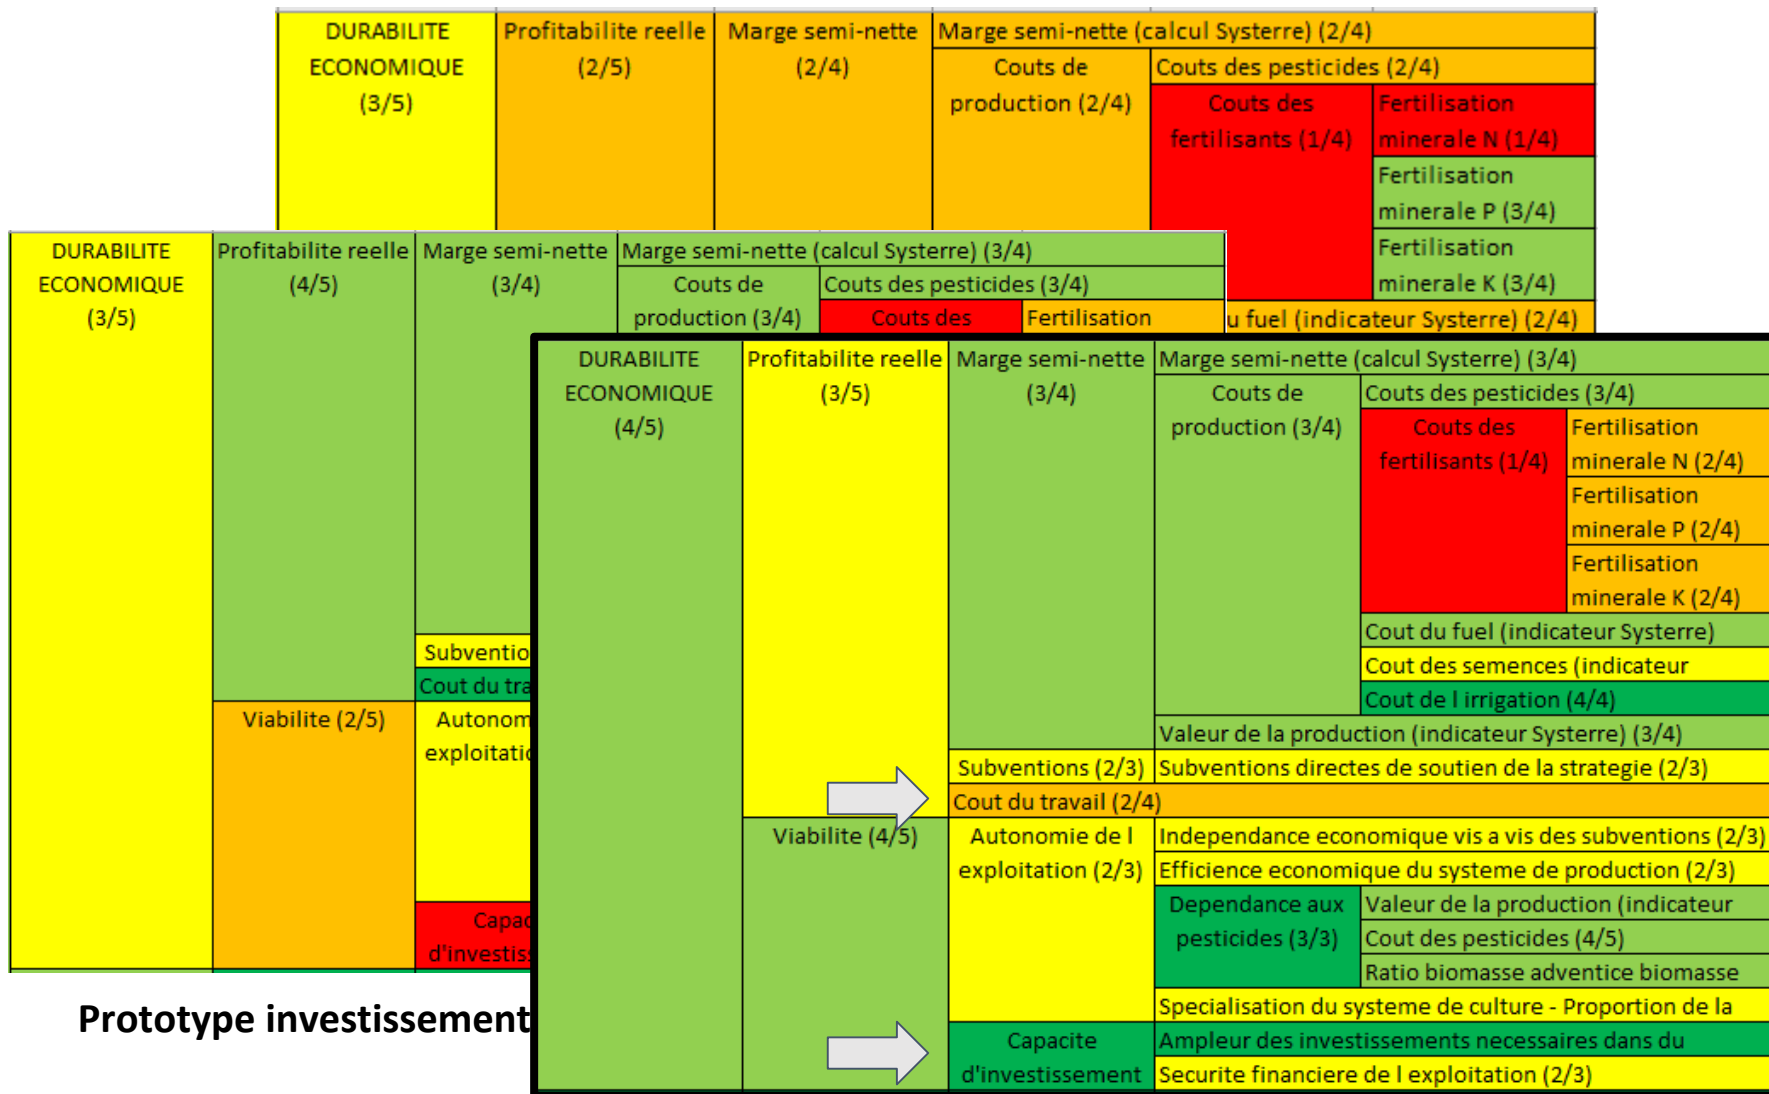 DURABILITE
ECONOMIQUE
(3/5)
Profitabilite reelle
(2/5)
Marge semi-nette
(2/4)
Marge semi-nette (calcul Systerre) (2/4)
Couts de
production (2/4)
Couts des pesticides (2/4)
Couts des
fertilisants (1/4)
Fertilisation
minerale N (1/4)
Fertilisation
minerale P (3/4)
Fertilisation
minerale K (3/4)
u fuel (indicateur Systerre) (2/4)
DURABILITE
ECONOMIQUE
(3/5)
Profitabilite reelle
(4/5)
Marge semi-nette
(3/4)
Marge semi-nette (calcul Systerre) (3/4)
Couts de
production (3/4)
Couts des pesticides (3/4)
Couts des
Fertilisation
Subventio
Cout du tra
Viabilite (2/5)
Autonom
exploitatio
Capac
d'investiss
Prototype investissement
DURABILITE
ECONOMIQUE
(4/5)
Profitabilite reelle
(3/5)
Marge semi-nette
(3/4)
Marge semi-nette (calcul Systerre) (3/4)
Couts de
production (3/4)
Couts des pesticides (3/4)
Couts des
fertilisants (1/4)
Fertilisation
minerale N (2/4)
Fertilisation
minerale P (2/4)
Fertilisation
minerale K (2/4)
Cout du fuel (indicateur Systerre)
Cout des semences (indicateur
Cout de l irrigation (4/4)
Valeur de la production (indicateur Systerre) (3/4)
Subventions (2/3)
Subventions directes de soutien de la strategie (2/3)
Cout du travail (2/4)
Viabilite (4/5)
Autonomie de l
exploitation (2/3)
Independance economique vis a vis des subventions (2/3)
Efficience economique du systeme de production (2/3)
Dependance aux
pesticides (3/3)
Valeur de la production (indicateur
Cout des pesticides (4/5)
Ratio biomasse adventice biomasse
Specialisation du systeme de culture - Proportion de la
Capacite
d'investissement
Ampleur des investissements necessaires dans du
Securite financiere de l exploitation (2/3)